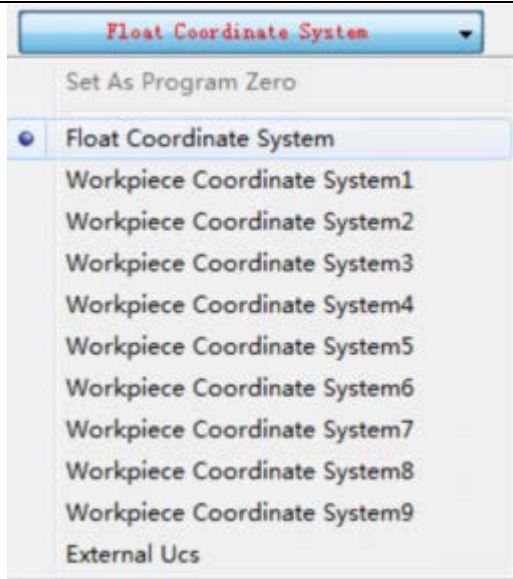 Float Coordinate System
Set As Program Zero
Float Coordinate System
Workpiece Coordinate System1
Workpiece Coordinate System2
Workpiece Coordinate System3
Workpiece Coordinate System4
Workpiece Coordinate System5
Workpiece Coordinate System6
Workpiece Coordinate System7
Workpiece Coordinate System8
Workpiece Coordinate System9
External Ucs